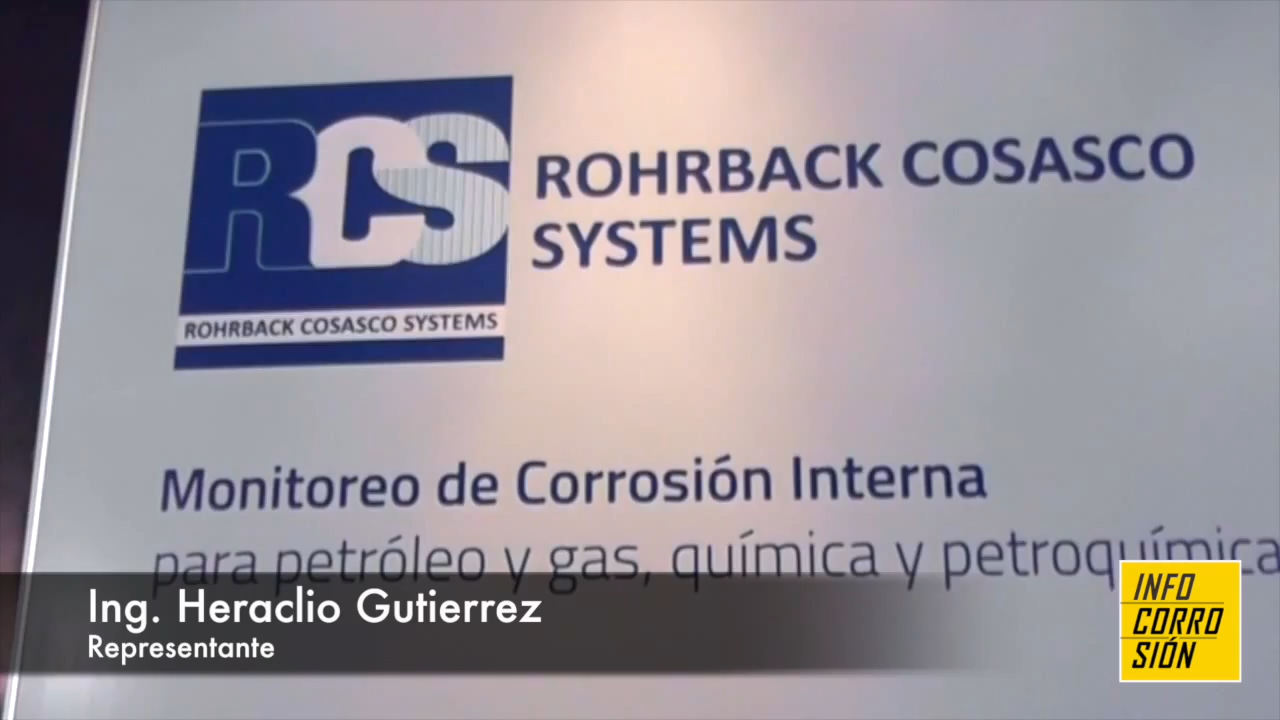 RCS
ROHRBACK COSASCO SYSTEMS
ROHRBACK COSASCO
SYSTEMS
Monitoreo de Corrosión Interna
para petróleo y gas, química y petroquímica
Ing. Heraclio Gutierrez
Representante
INFO
CORRO
SIÓN